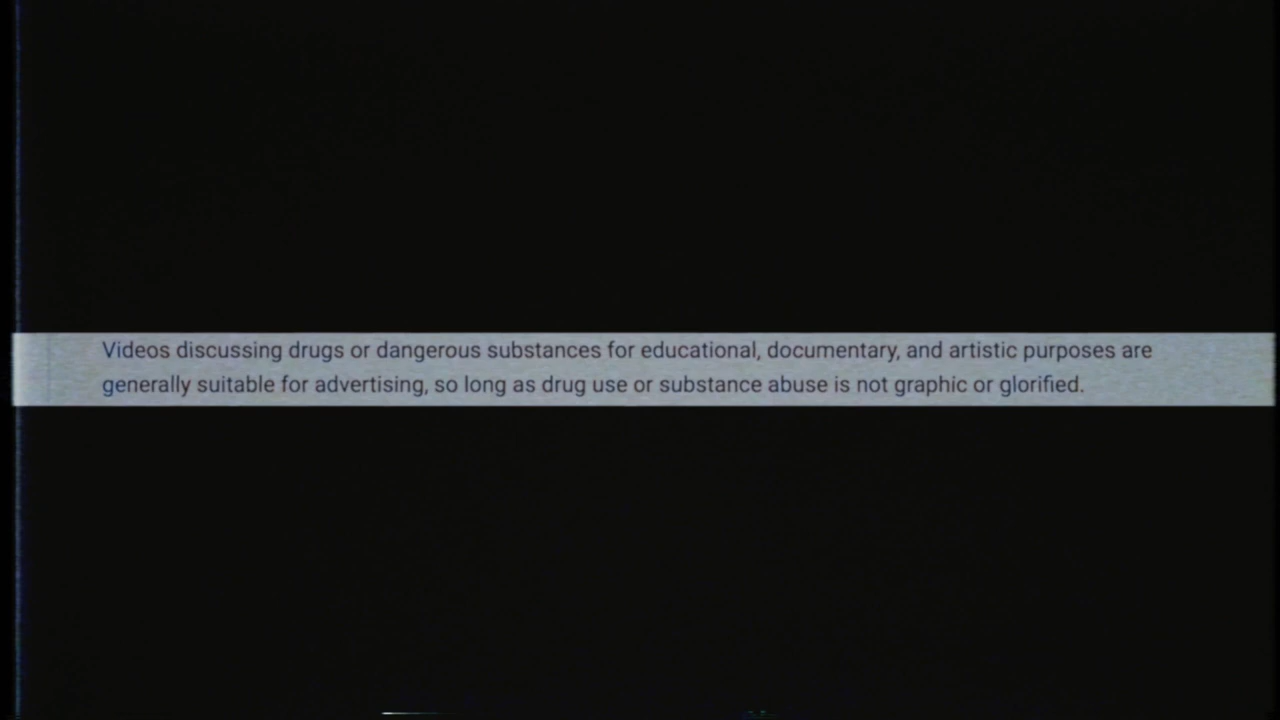 Videos discussing drugs or dangerous substances for educational, documentary, and artistic purposes are
generally suitable for advertising, so long as drug use or substance abuse is not graphic or glorified.